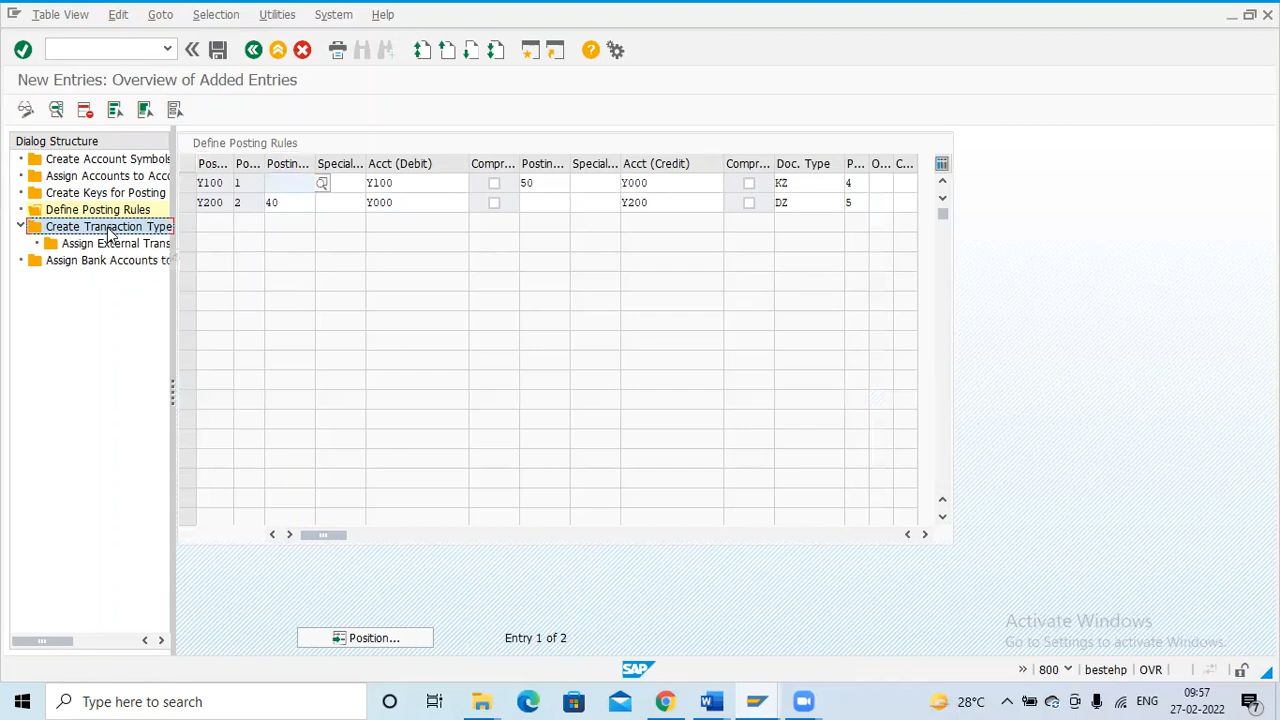 Table View Edit Goto Selection Utilities System Help
New Entries: Overview of Added Entries
Dialog Structure
Create Account Symbols
Assign Accounts to Acco
Create Keys for Posting
Define Posting Rules
Create Transaction Type
Assign External Trans
Assign Bank Accounts to
Define Posting Rules
Pos... Po... Postin... Special... Acct (Debit) Compr... Postin... Special... Acct (Credit) Compr... Doc. Type P... O... C...
Y100 1 Y100 50 Y000 KZ 4
Y200 2 40 Y000 Y200 DZ 5
Position... Entry 1 of 2
Activate Windows
Go to Settings to activate Windows.
SAP » 800 bestehp OVR
Type here to search
28°C ENG 09:57
27-02-2022 7